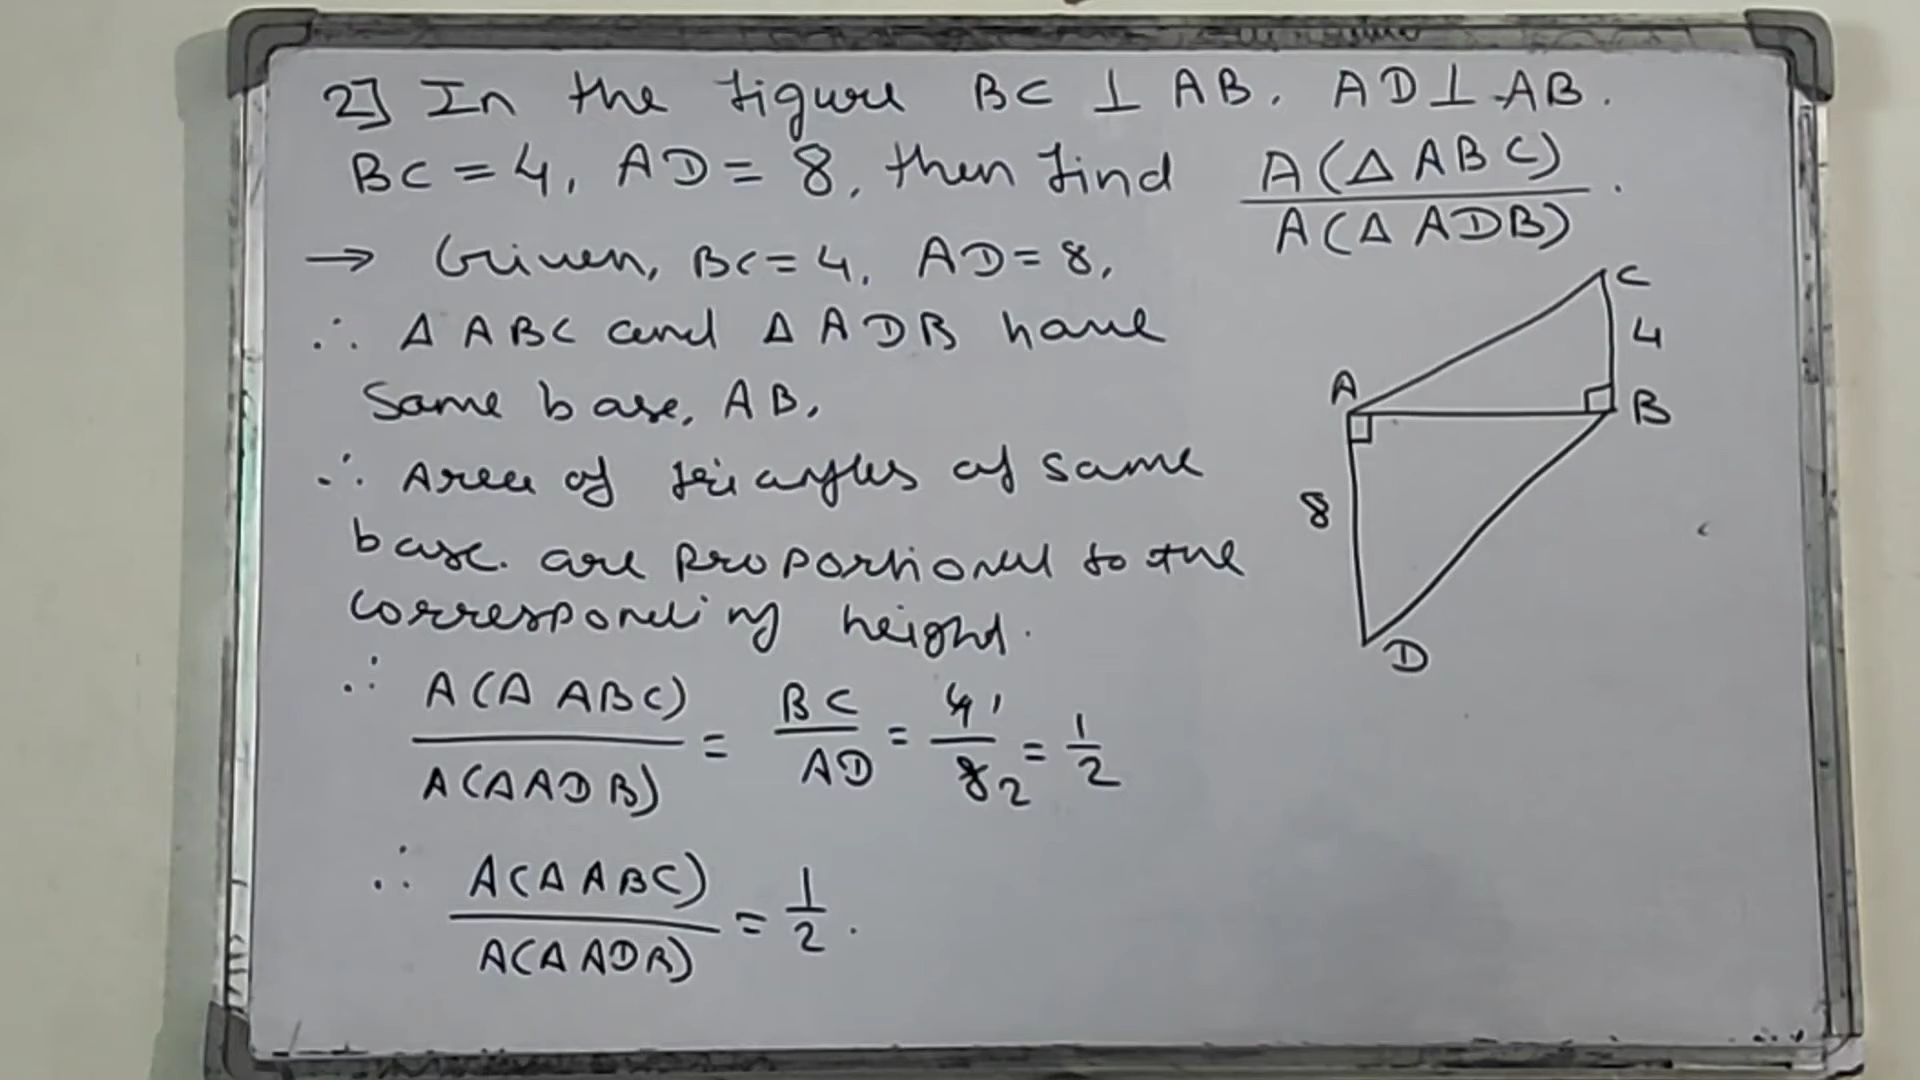 2] In the figure BC ⊥ AB. AD ⊥ AB.
BC = 4, AD = 8, then find A(△ ABC) / A(△ ADB).
→ Given, BC = 4, AD = 8,
∴ △ ABC and △ ADB have
Same base, AB,
∴ Area of triangles of same
base. are proportional to the
corresponding height.
∴ A(△ ABC) / A(△ ADB) = BC / AD = 4 1 / 8 2 = 1/2
∴ A(△ ABC) / A(△ ADB) = 1/2.
C
4
A
B
8
D